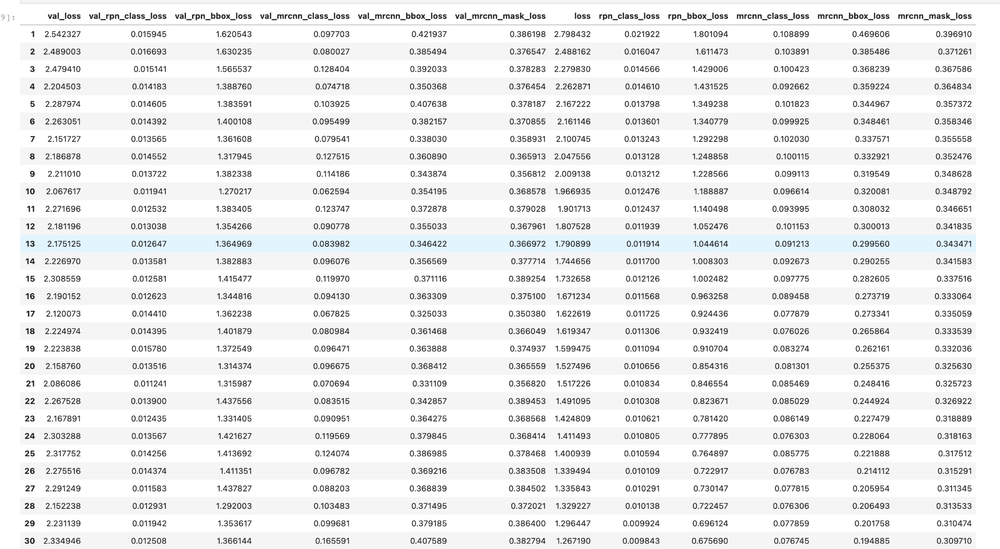 9]:
val_loss val_rpn_class_loss val_rpn_bbox_loss val_mrcnn_class_loss val_mrcnn_bbox_loss val_mrcnn_mask_loss loss rpn_class_loss rpn_bbox_loss mrcnn_class_loss mrcnn_bbox_loss mrcnn_mask_loss
1 2.542327 0.015945 1.620543 0.097703 0.421937 0.386198 2.798432 0.021922 1.801094 0.108899 0.469606 0.396910
2 2.489003 0.016693 1.630235 0.080027 0.385494 0.376547 2.488162 0.016047 1.611473 0.103891 0.385486 0.371261
3 2.479410 0.015141 1.565537 0.128404 0.392033 0.378283 2.279830 0.014566 1.429006 0.100423 0.368239 0.367586
4 2.204503 0.014183 1.388760 0.074718 0.350368 0.376454 2.262871 0.014610 1.431525 0.092662 0.359224 0.364834
5 2.287974 0.014605 1.383591 0.103925 0.407638 0.378187 2.167222 0.013798 1.349238 0.101823 0.344967 0.357372
6 2.263051 0.014392 1.400108 0.095499 0.382157 0.370855 2.161146 0.013601 1.340779 0.099925 0.348461 0.358346
7 2.151727 0.013565 1.361608 0.079541 0.338030 0.358931 2.100745 0.013243 1.292298 0.102030 0.337571 0.355558
8 2.186878 0.014552 1.317945 0.127515 0.360890 0.365913 2.047556 0.013128 1.248858 0.100115 0.332921 0.352476
9 2.211010 0.013722 1.382338 0.114186 0.343874 0.356812 2.009138 0.013212 1.228566 0.099113 0.319549 0.348628
10 2.067617 0.011941 1.270217 0.062594 0.354195 0.368578 1.966935 0.012476 1.188887 0.096614 0.320081 0.348792
11 2.271696 0.012532 1.383405 0.123747 0.372878 0.379028 1.901713 0.012437 1.140498 0.093995 0.308032 0.346651
12 2.181196 0.013038 1.354266 0.090778 0.355033 0.367961 1.807528 0.011939 1.052476 0.101153 0.300013 0.341835
13 2.175125 0.012647 1.364969 0.083982 0.346422 0.366972 1.790899 0.011914 1.044614 0.091213 0.299560 0.343471
14 2.226970 0.013581 1.382883 0.096076 0.356569 0.377714 1.744656 0.011700 1.008303 0.092673 0.290255 0.341583
15 2.308559 0.012581 1.415477 0.119970 0.371116 0.389254 1.732658 0.012126 1.002482 0.097775 0.282605 0.337516
16 2.190152 0.012623 1.344816 0.094130 0.363309 0.375100 1.671234 0.011568 0.963258 0.089458 0.273719 0.333064
17 2.120073 0.014410 1.362238 0.067825 0.325033 0.350380 1.622619 0.011725 0.924436 0.077879 0.273341 0.335059
18 2.224974 0.014395 1.401879 0.080984 0.361468 0.366049 1.619347 0.011306 0.932419 0.076026 0.265864 0.333539
19 2.223838 0.015780 1.372549 0.096471 0.363888 0.374937 1.599475 0.011094 0.910704 0.083274 0.262161 0.332036
20 2.158760 0.013516 1.314374 0.096675 0.368412 0.365559 1.527496 0.010656 0.854316 0.081301 0.255375 0.325630
21 2.086086 0.011241 1.315987 0.070694 0.331109 0.356820 1.517226 0.010834 0.846554 0.085469 0.248416 0.325723
22 2.267528 0.013900 1.437556 0.083515 0.342857 0.389453 1.491095 0.010308 0.823671 0.085029 0.244924 0.326922
23 2.167891 0.012435 1.331405 0.090951 0.364275 0.368568 1.424809 0.010621 0.781420 0.086149 0.227479 0.318889
24 2.303288 0.013567 1.421627 0.119569 0.379845 0.368414 1.411493 0.010805 0.777895 0.076303 0.228064 0.318163
25 2.317752 0.014256 1.413692 0.124074 0.386985 0.378468 1.400939 0.010594 0.764897 0.085775 0.221888 0.317512
26 2.275516 0.014374 1.411351 0.096782 0.369216 0.383508 1.339494 0.010109 0.722917 0.076783 0.214112 0.315291
27 2.291249 0.011583 1.437827 0.088203 0.368839 0.384502 1.335843 0.010291 0.730147 0.077815 0.205954 0.311345
28 2.152238 0.012931 1.292003 0.103483 0.371495 0.372021 1.329227 0.010138 0.722457 0.076306 0.206493 0.313533
29 2.231139 0.011942 1.353617 0.099681 0.379185 0.386400 1.296447 0.009924 0.696124 0.077859 0.201758 0.310474
30 2.334946 0.012508 1.366144 0.165591 0.407589 0.382794 1.267190 0.009843 0.675690 0.076745 0.194885 0.309710